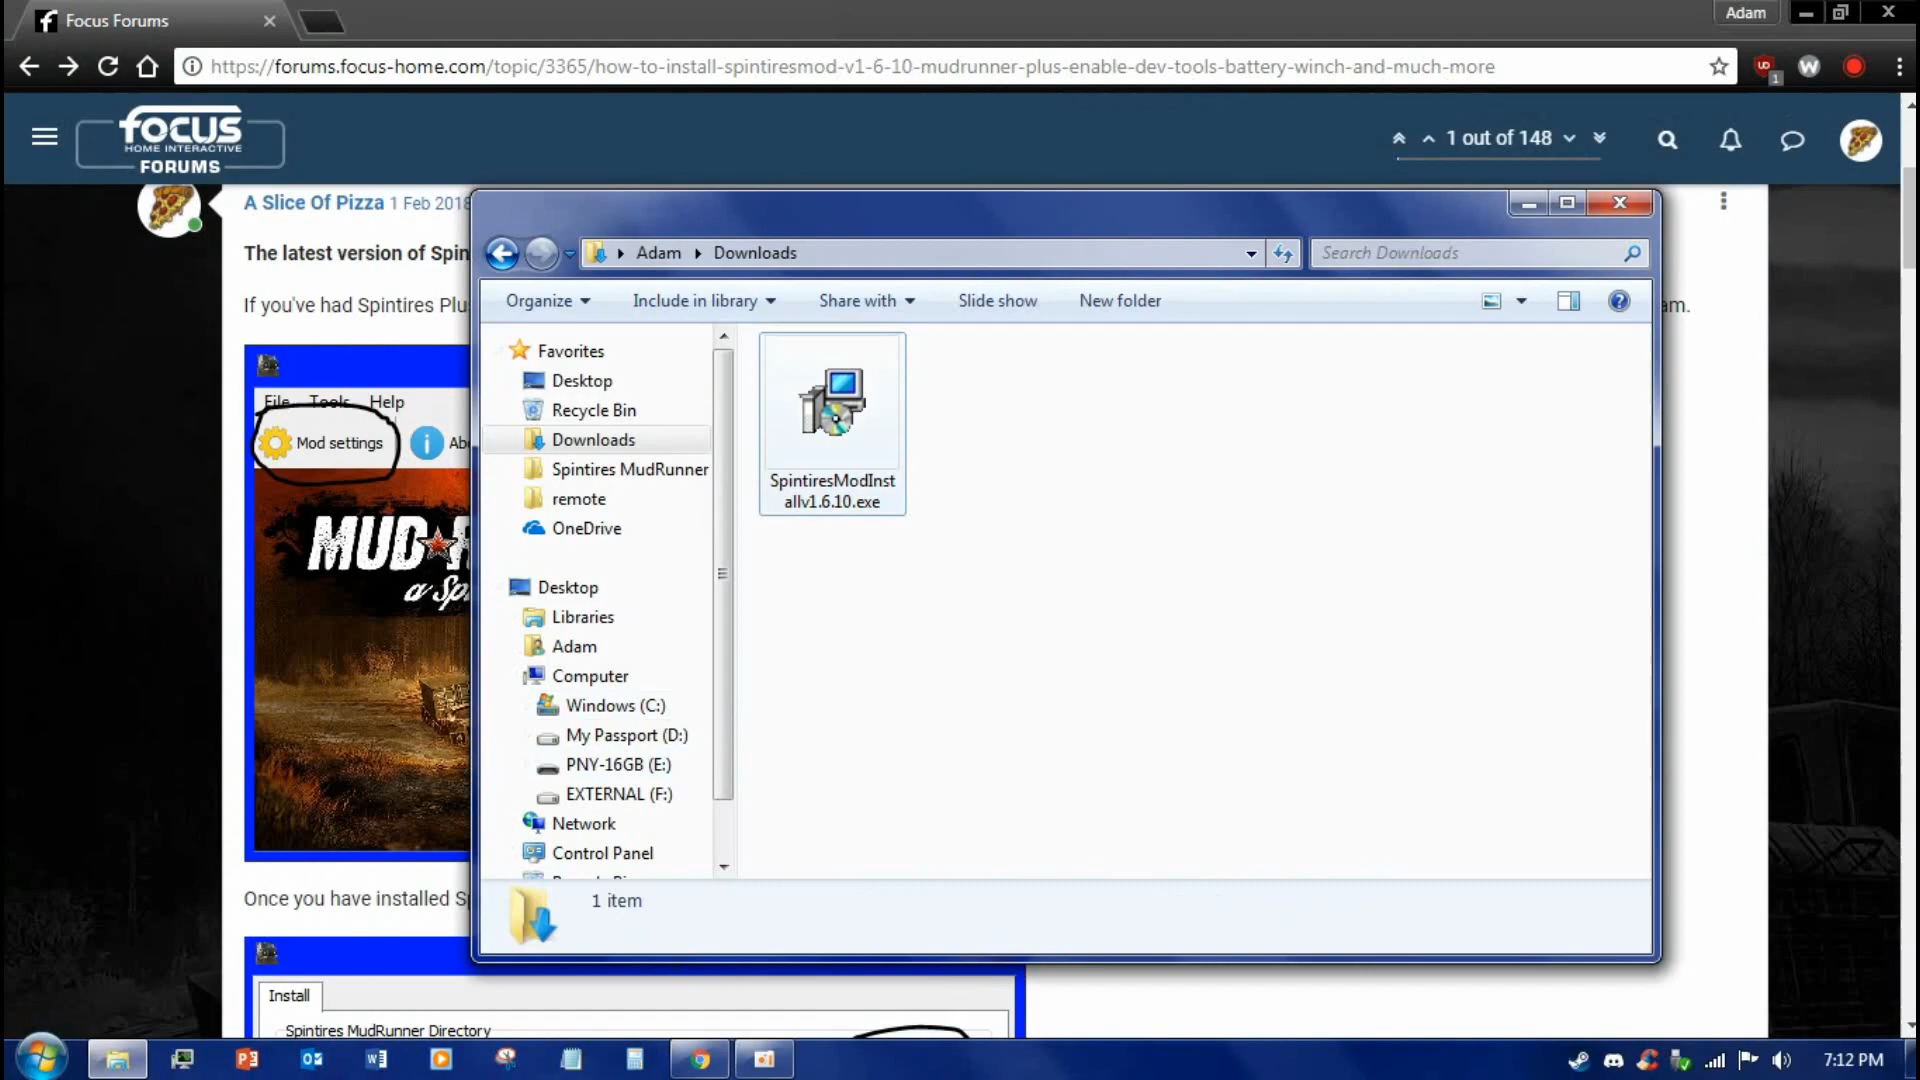 Focus Forums
Adam
https://forums.focus-home.com/topic/3365/how-to-install-spintiresmod-v1-6-10-mudrunner-plus-enable-dev-tools-battery-winch-and-much-more
UD
1
W
focus
HOME INTERACTIVE
FORUMS
1 out of 148
A Slice Of Pizza 1 Feb 2018
The latest version of Spin
If you've had Spintires Plu
am.
File Tools Help
Mod settings
Ab
MUD
a Sp
Once you have installed S
Install
Spintires MudRunner Directory
Adam
Downloads
Search Downloads
Organize
Include in library
Share with
Slide show
New folder
Favorites
Desktop
Recycle Bin
Downloads
Spintires MudRunner
remote
OneDrive
Desktop
Libraries
Adam
Computer
Windows (C:)
My Passport (D:)
PNY-16GB (E:)
EXTERNAL (F:)
Network
Control Panel
SpintiresModInst
allv1.6.10.exe
1 item
7:12 PM